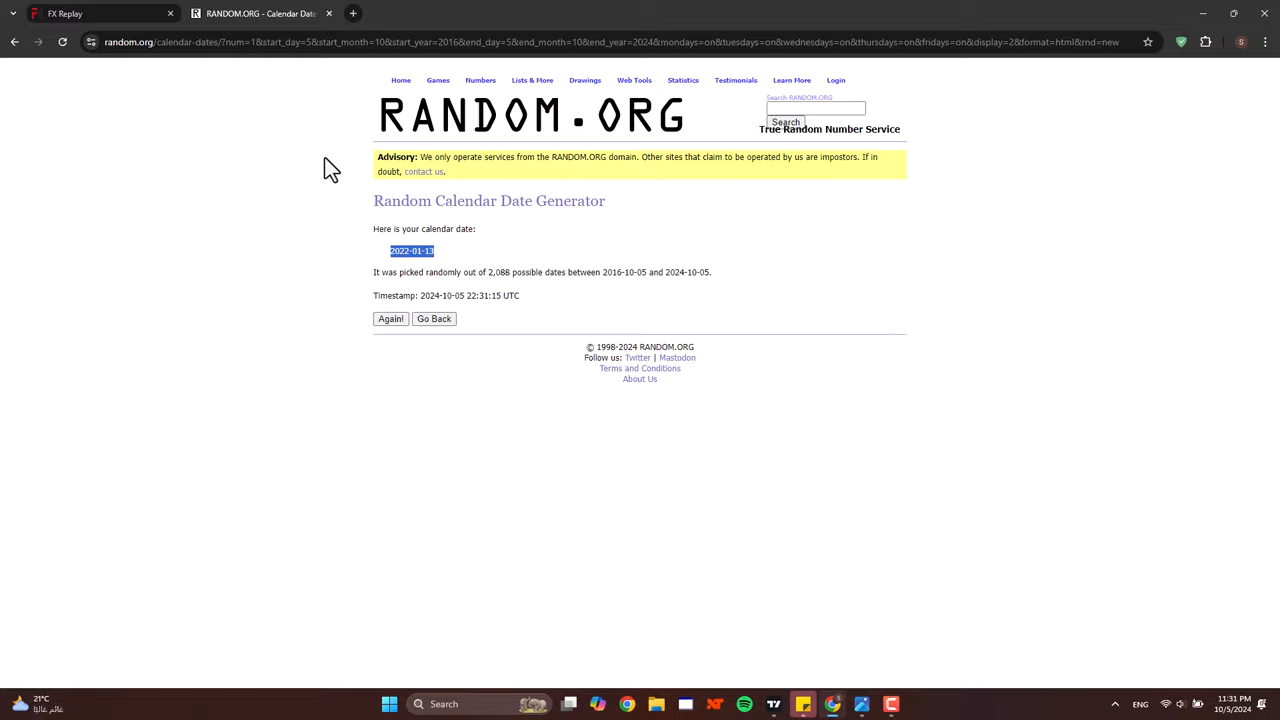 FX Replay
RANDOM.ORG - Calendar Date
random.org/calendar-dates/?num=1&start_day=5&start_month=10&start_year=2016&end_day=5&end_month=10&end_year=2024&mondays=on&tuesdays=on&wednesdays=on&thursdays=on&fridays=on&display=2&format=html&rnd=new
Home Games Numbers Lists & More Drawings Web Tools Statistics Testimonials Learn More Login
RANDOM.ORG
Search RANDOM.ORG
Search
True Random Number Service
Advisory: We only operate services from the RANDOM.ORG domain. Other sites that claim to be operated by us are impostors. If in
doubt, contact us.
Random Calendar Date Generator
Here is your calendar date:
2022-01-13
It was picked randomly out of 2,088 possible dates between 2016-10-05 and 2024-10-05.
Timestamp: 2024-10-05 22:31:15 UTC
Again! Go Back
© 1998-2024 RANDOM.ORG
Follow us: Twitter | Mastodon
Terms and Conditions
About Us
21°C
غائم غالبًا
Search
ENG
11:31 PM
10/5/2024